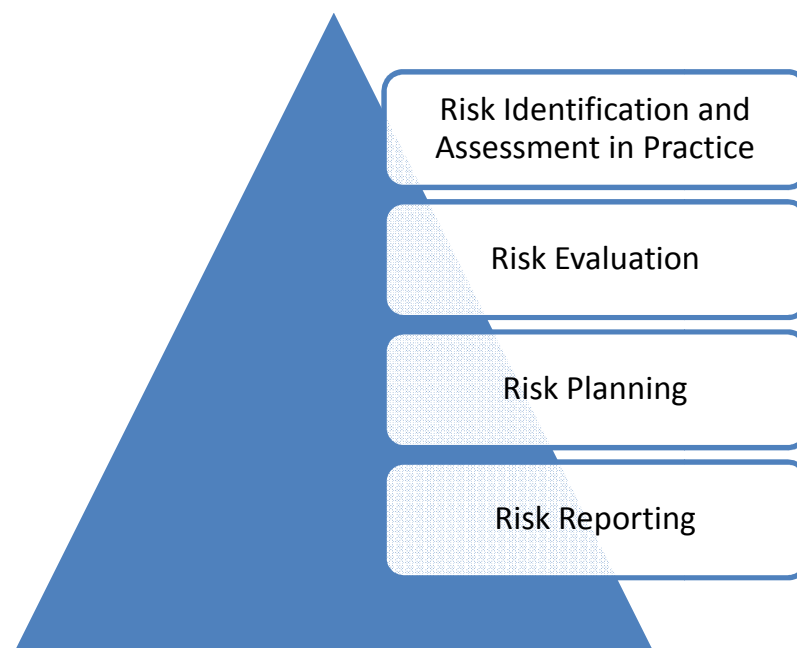 Risk Identification and
Assessment in Practice
Risk Evaluation
Risk Planning
Risk Reporting